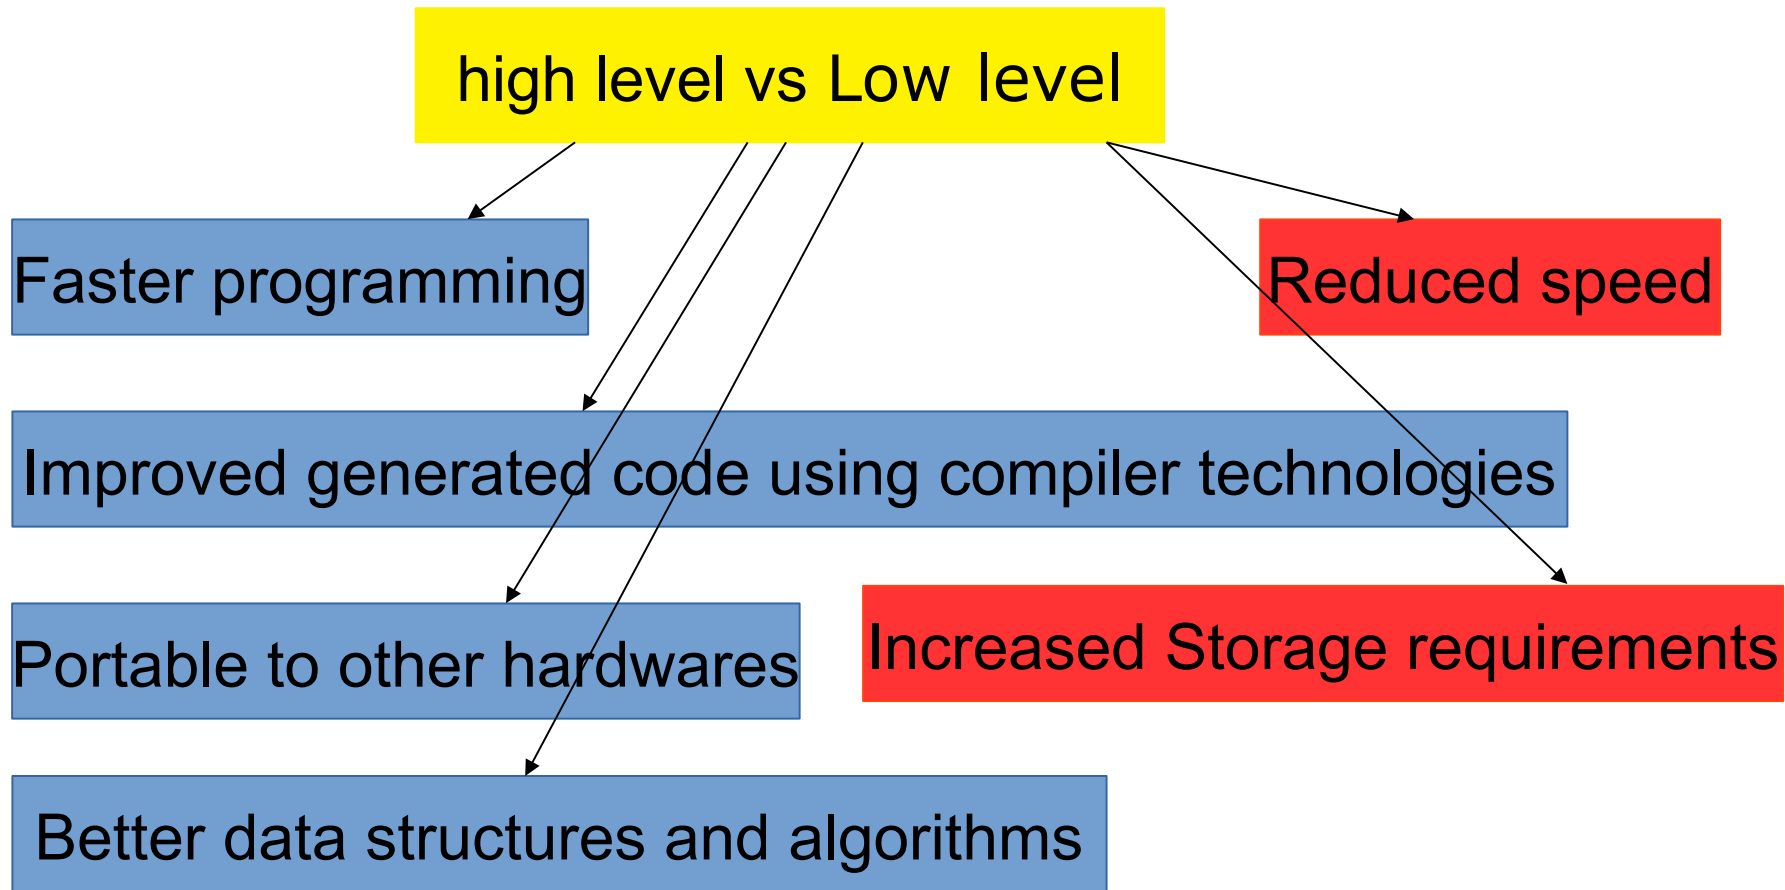 high level vs Low level
Faster programming
Reduced speed
Improved generated code using compiler technologies
Portable to other hardwares
Increased Storage requirements
Better data structures and algorithms